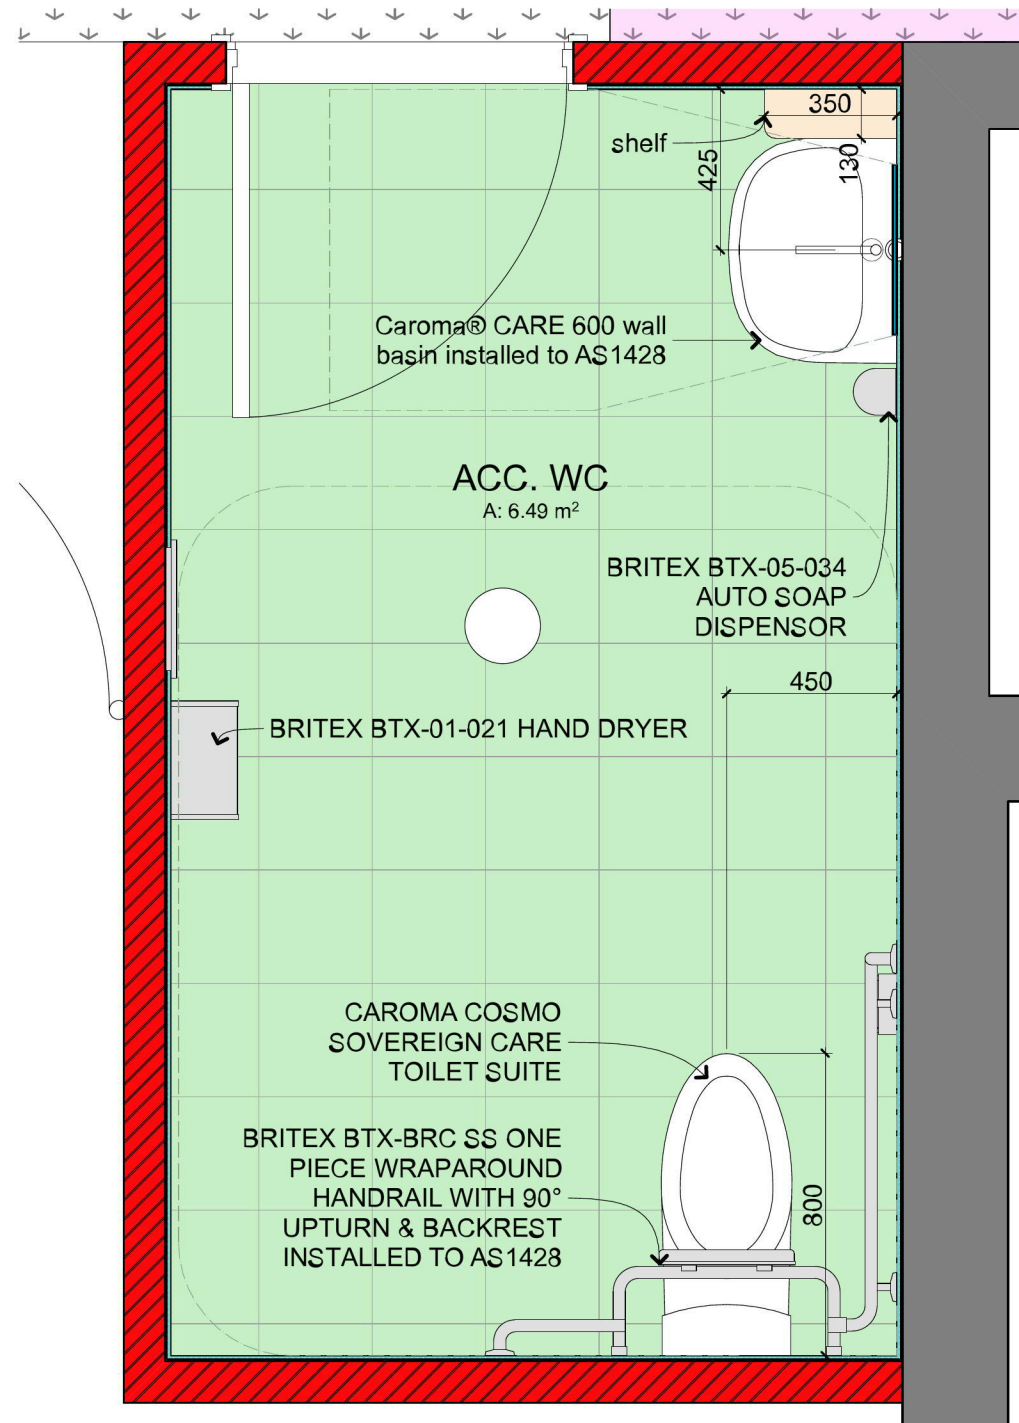 350
shelf
425
130
Caroma® CARE 600 wall
basin installed to AS1428
ACC. WC
A: 6.49 m²
BRITEX BTX-05-034
AUTO SOAP
DISPENSOR
450
BRITEX BTX-01-021 HAND DRYER
CAROMA COSMO
SOVEREIGN CARE
TOILET SUITE
BRITEX BTX-BRC SS ONE
PIECE WRAPAROUND
HANDRAIL WITH 90°
UPTURN & BACKREST
INSTALLED TO AS1428
800